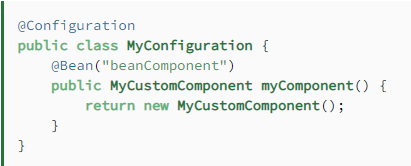 @Configuration
public class MyConfiguration {
    @Bean("beanComponent")
    public MyCustomComponent myComponent() {
        return new MyCustomComponent();
    }
}